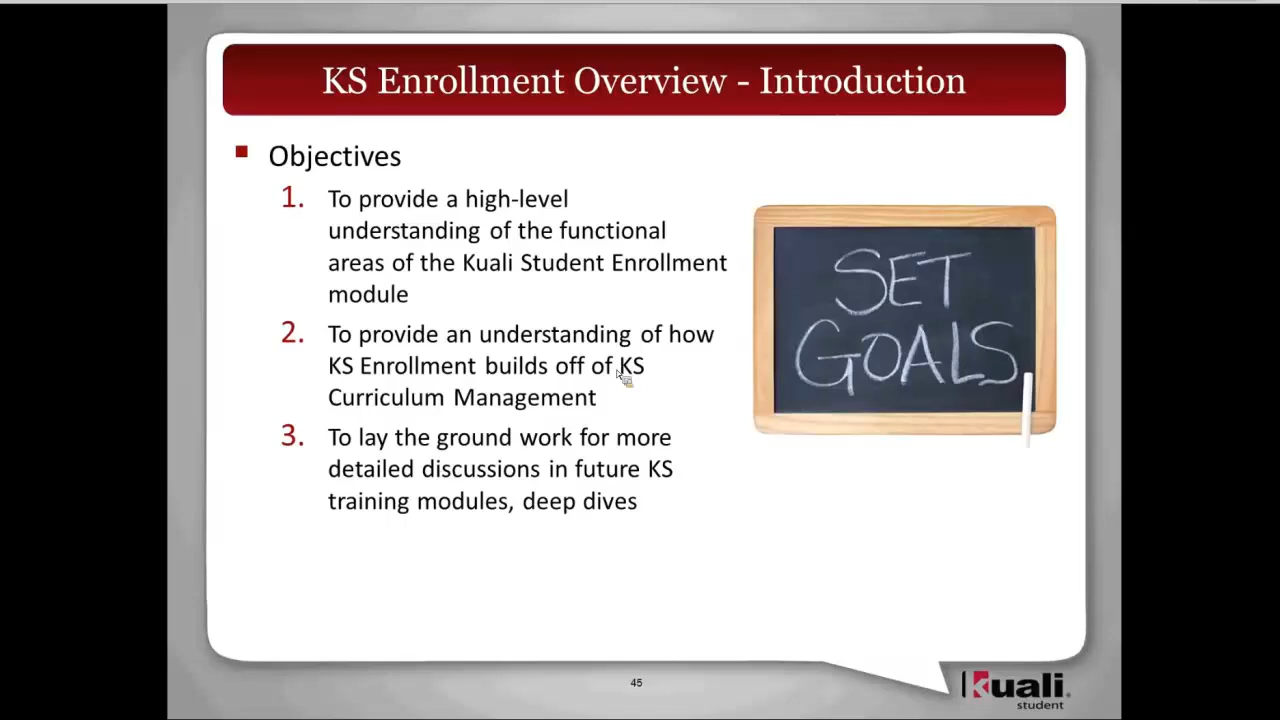 KS Enrollment Overview - Introduction
Objectives
1. To provide a high-level
understanding of the functional
areas of the Kuali Student Enrollment
module
2. To provide an understanding of how
KS Enrollment builds off of KS
Curriculum Management
3. To lay the ground work for more
detailed discussions in future KS
training modules, deep dives
SET
GOALS
45
Kuali
student